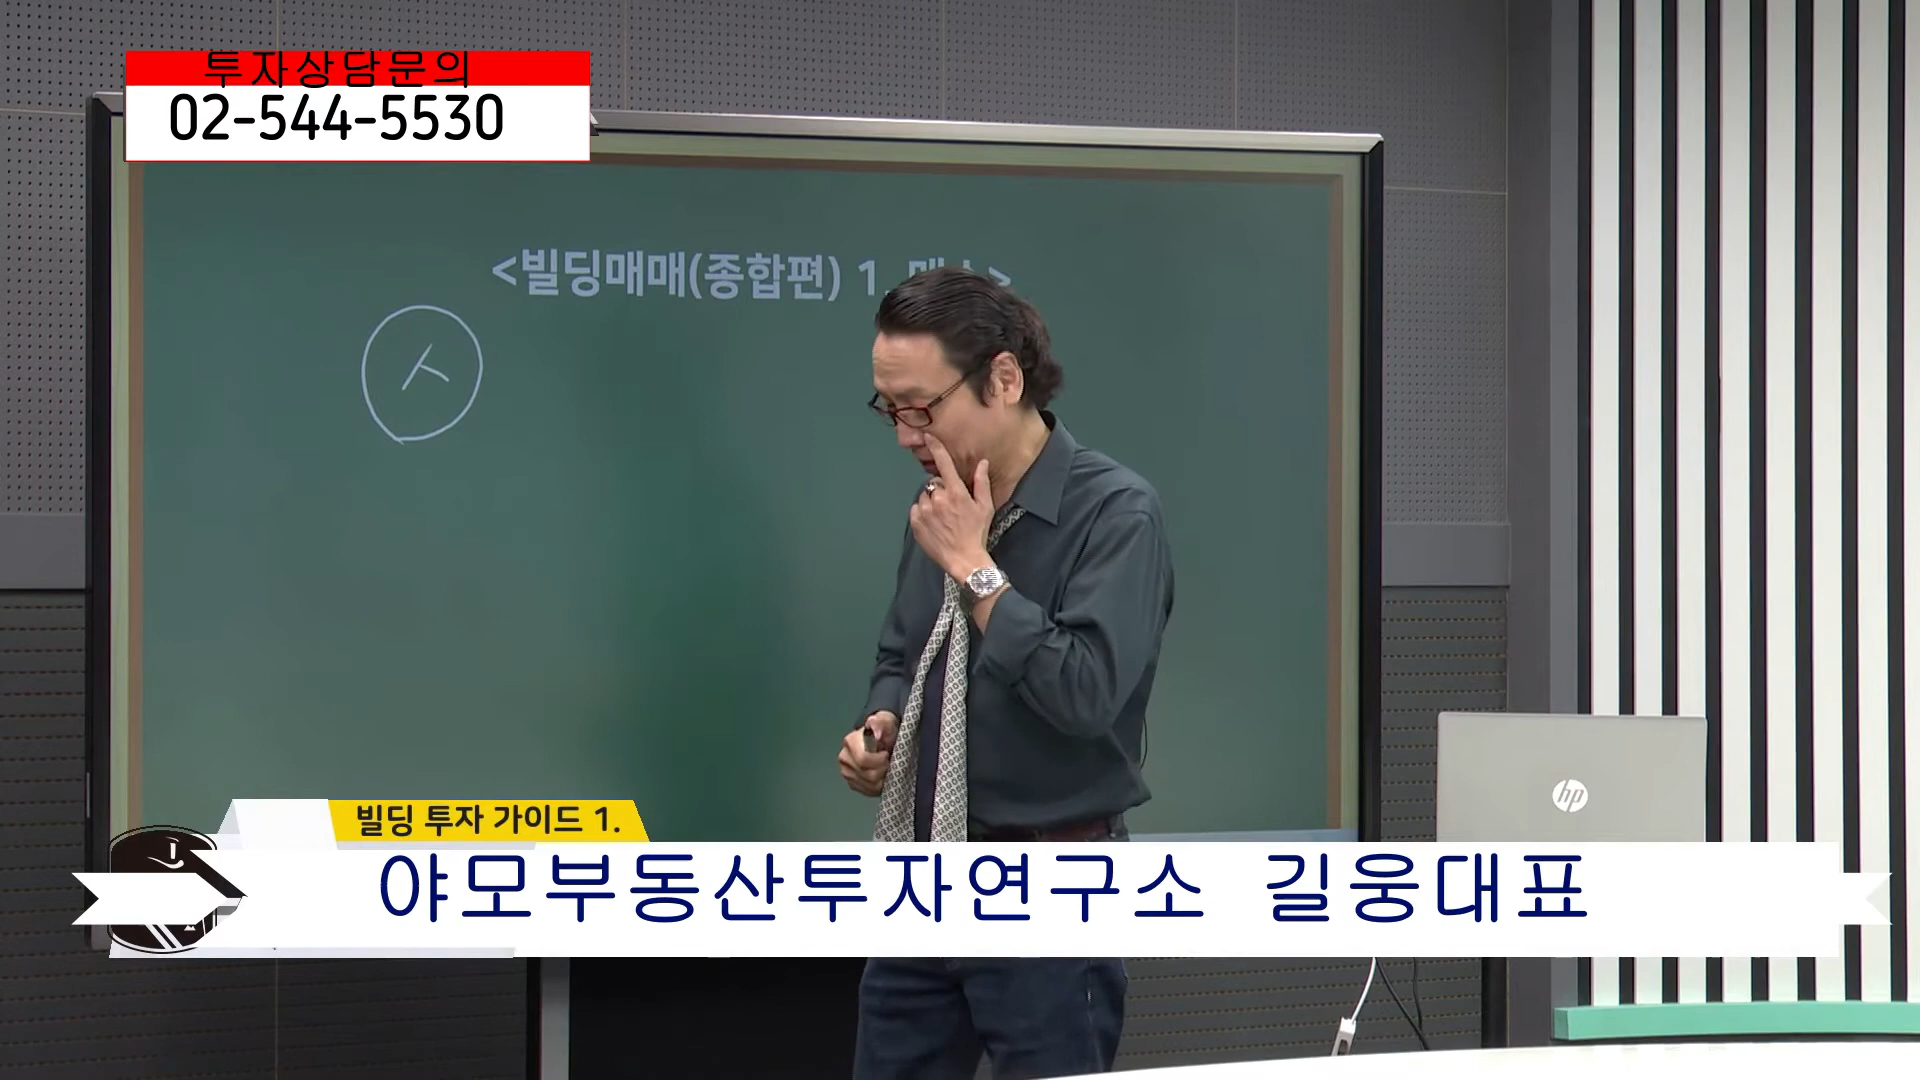 투자상담문의
02-544-5530
<빌딩매매(종합편) 1.
ㅅ
hp
빌딩 투자 가이드 1.
야모부동산투자연구소 길웅대표